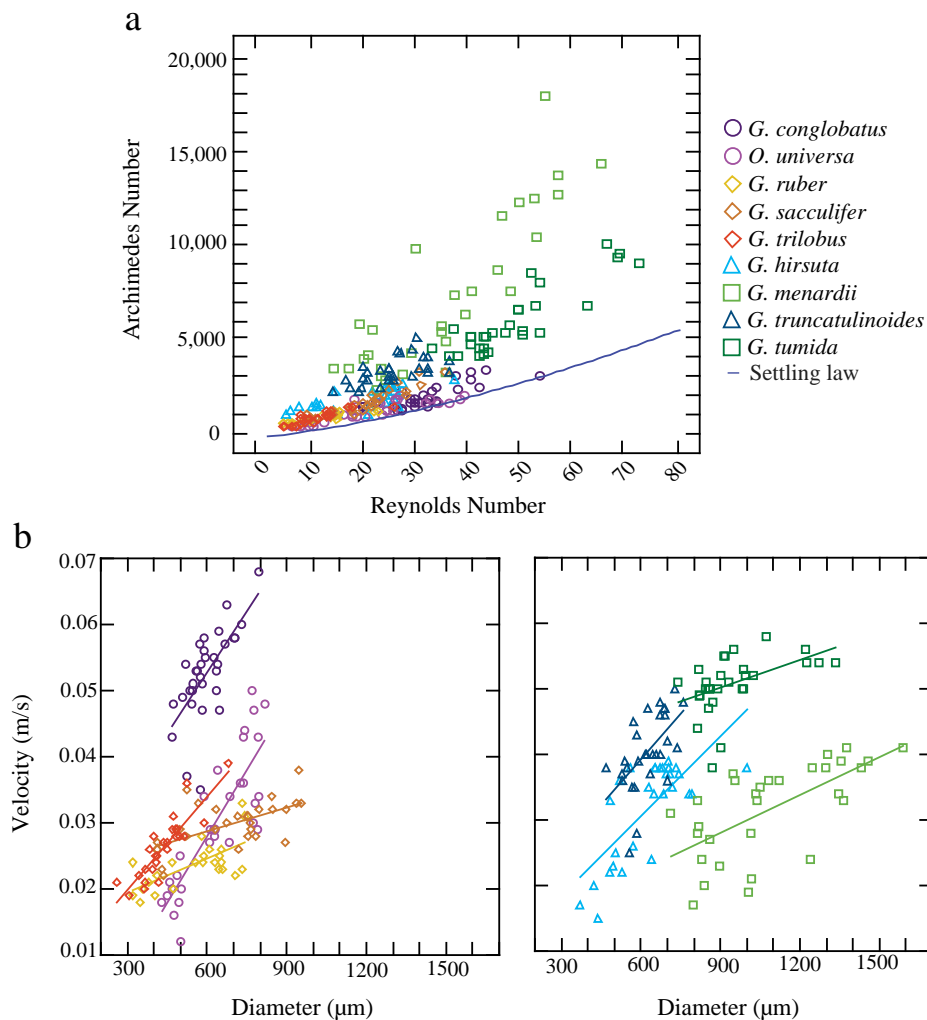 a
20,000
15,000
10,000
5,000
0
Archimedes Number
0
10
20
30
40
50
60
70
80
Reynolds Number
G. conglobatus
O. universa
G. ruber
G. sacculifer
G. trilobus
G. hirsuta
G. menardii
G. truncatulinoides
G. tumida
Settling law
b
0.07
0.06
0.05
0.04
0.03
0.02
0.01
Velocity (m/s)
300 600 900 1200 1500
Diameter (μm)
300 600 900 1200 1500
Diameter (μm)